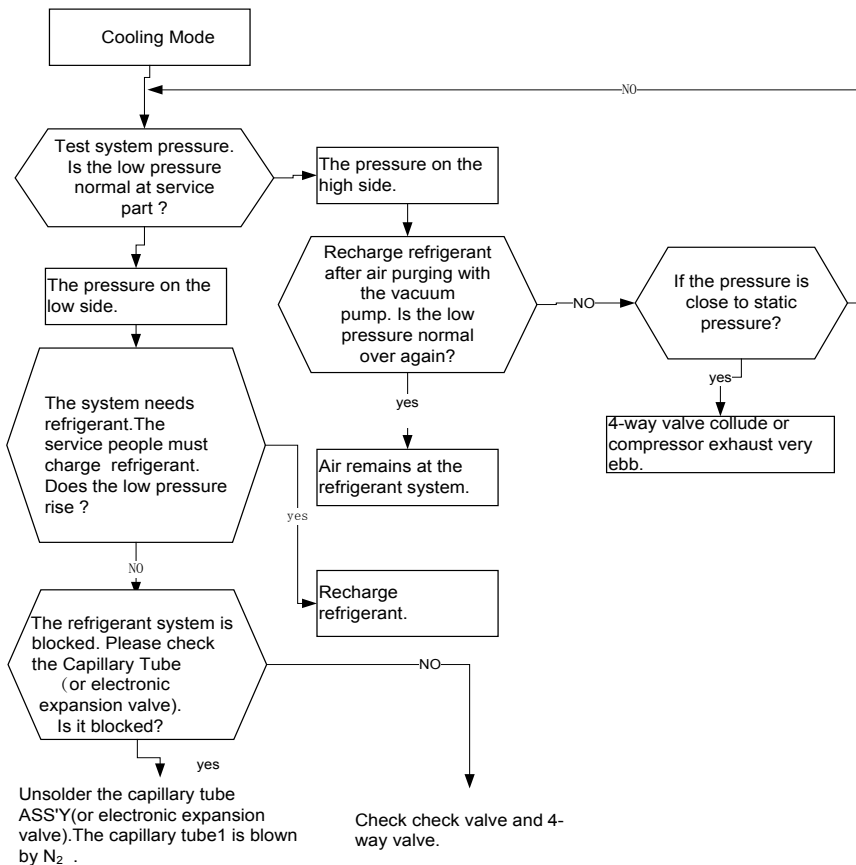 Cooling Mode
NO
Test system pressure.
Is the low pressure
normal at service
part ?
The pressure on the
high side.
The pressure on the
low side.
Recharge refrigerant
after air purging with
the vacuum
pump. Is the low
pressure normal
over again?
NO
If the pressure is
close to static
pressure?
yes
yes
4-way valve collude or
compressor exhaust very
ebb.
The system needs
refrigerant.The
service people must
charge refrigerant.
Does the low pressure
rise ?
Air remains at the
refrigerant system.
yes
NO
Recharge
refrigerant.
The refrigerant system is
blocked. Please check
the Capillary Tube
(or electronic
expansion valve).
Is it blocked?
NO
yes
Unsolder the capillary tube
ASS'Y(or electronic expansion
valve).The capillary tube1 is blown
by N₂ .
Check check valve and 4-
way valve.